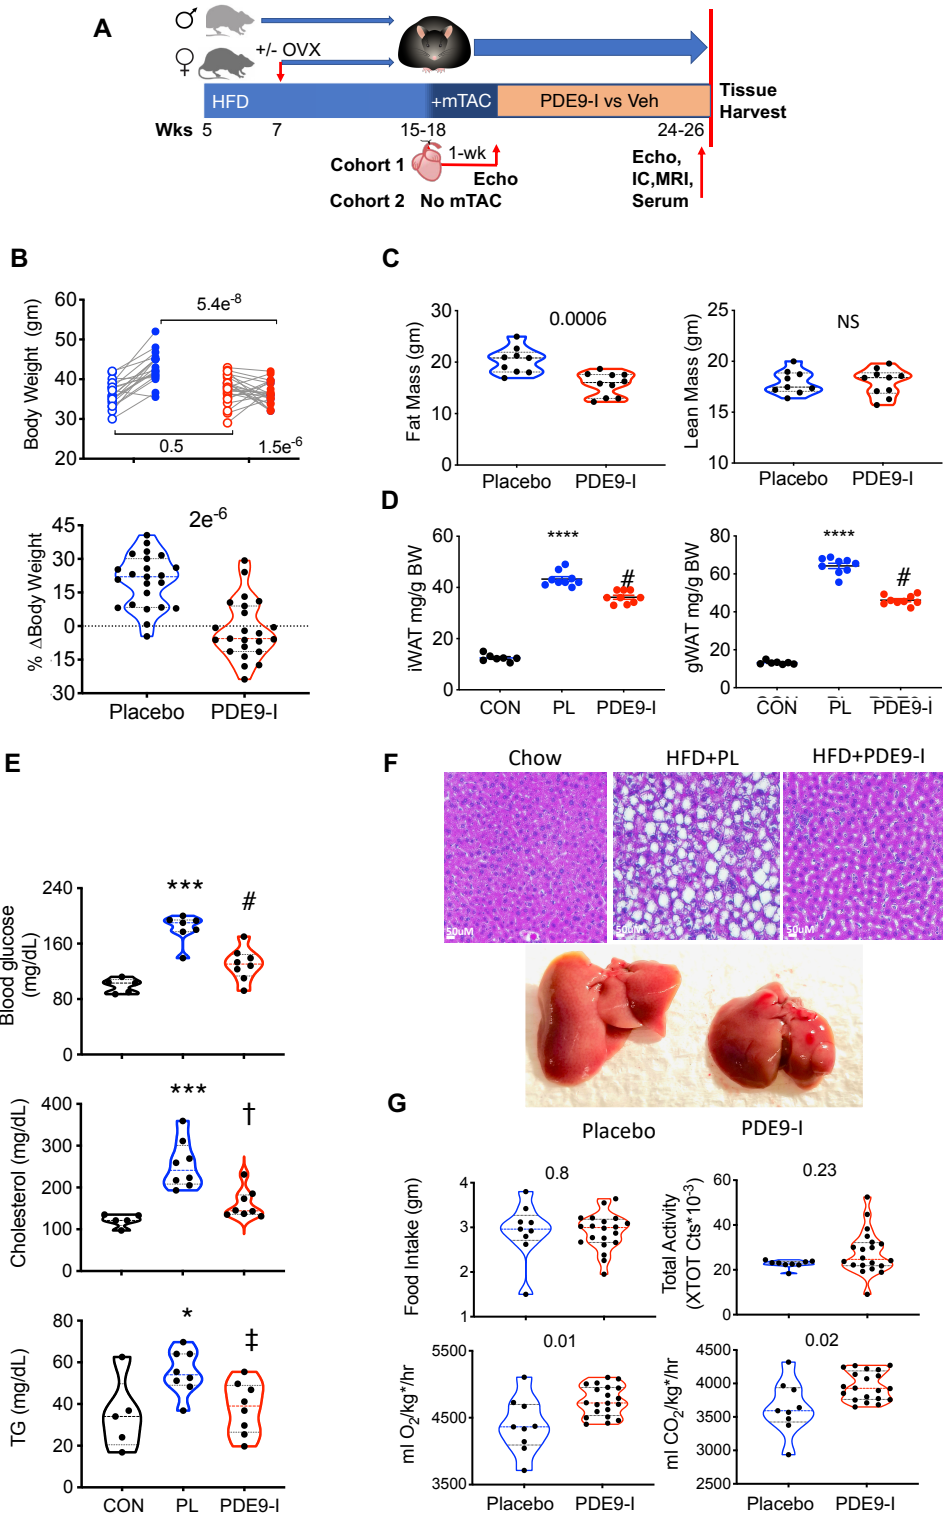 A
♂
♀
+/- OVX
HFD
+mTAC
PDE9-I vs Veh
Tissue
Harvest
Wks 5 7 15-18 24-26
Cohort 1
1-wk
Echo
Cohort 2 No mTAC
Echo,
IC,MRI,
Serum
B
Body Weight (gm)
60
50
40
30
20
5.4e-8
0.5
1.5e-6
% ΔBody Weight
45
30
15
0
15
30
2e-6
Placebo PDE9-I
C
Fat Mass (gm)
30
20
10
0
0.0006
Placebo PDE9-I
Lean Mass (gm)
25
20
15
10
NS
Placebo PDE9-I
D
iWAT mg/g BW
60
40
20
0
****
#
CON PL PDE9-I
gWAT mg/g BW
80
60
40
20
0
****
#
CON PL PDE9-I
E
Blood glucose
(mg/dL)
240
160
80
0
***
#
Cholesterol (mg/dL)
400
300
200
100
0
***
†
TG (mg/dL)
80
60
40
20
0
*
‡
CON PL PDE9-I
F
Chow HFD+PL HFD+PDE9-I
50uM 50uM 50uM
Placebo PDE9-I
G
Food Intake (gm)
4
3
2
1
0.8
Total Activity
(XTOT Cts*10-3)
60
40
20
0
0.23
ml O2/kg*/hr
5500
4500
3500
0.01
Placebo PDE9-I
ml CO2/kg*/hr
4500
4000
3500
3000
2500
0.02
Placebo PDE9-I